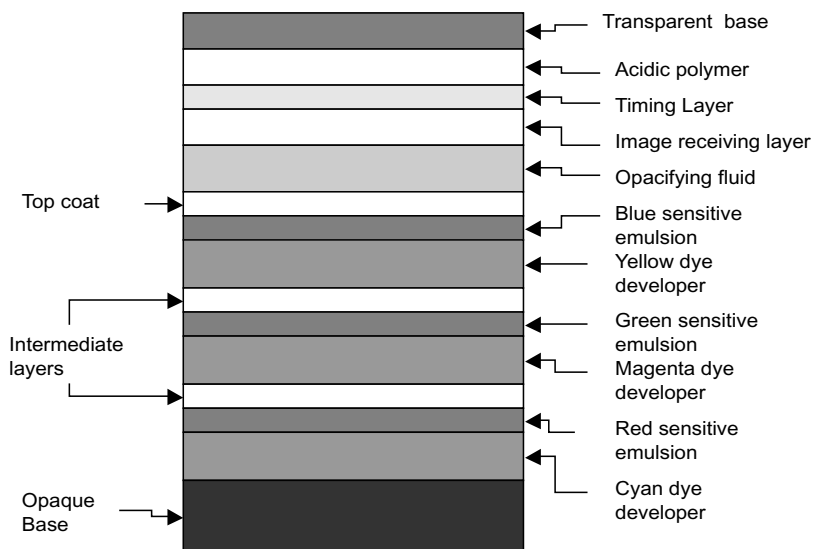 Transparent base
Acidic polymer
Timing Layer
Image receiving layer
Opacifying fluid
Top coat
Blue sensitive
emulsion
Yellow dye
developer
Intermediate
layers
Green sensitive
emulsion
Magenta dye
developer
Red sensitive
emulsion
Cyan dye
developer
Opaque
Base